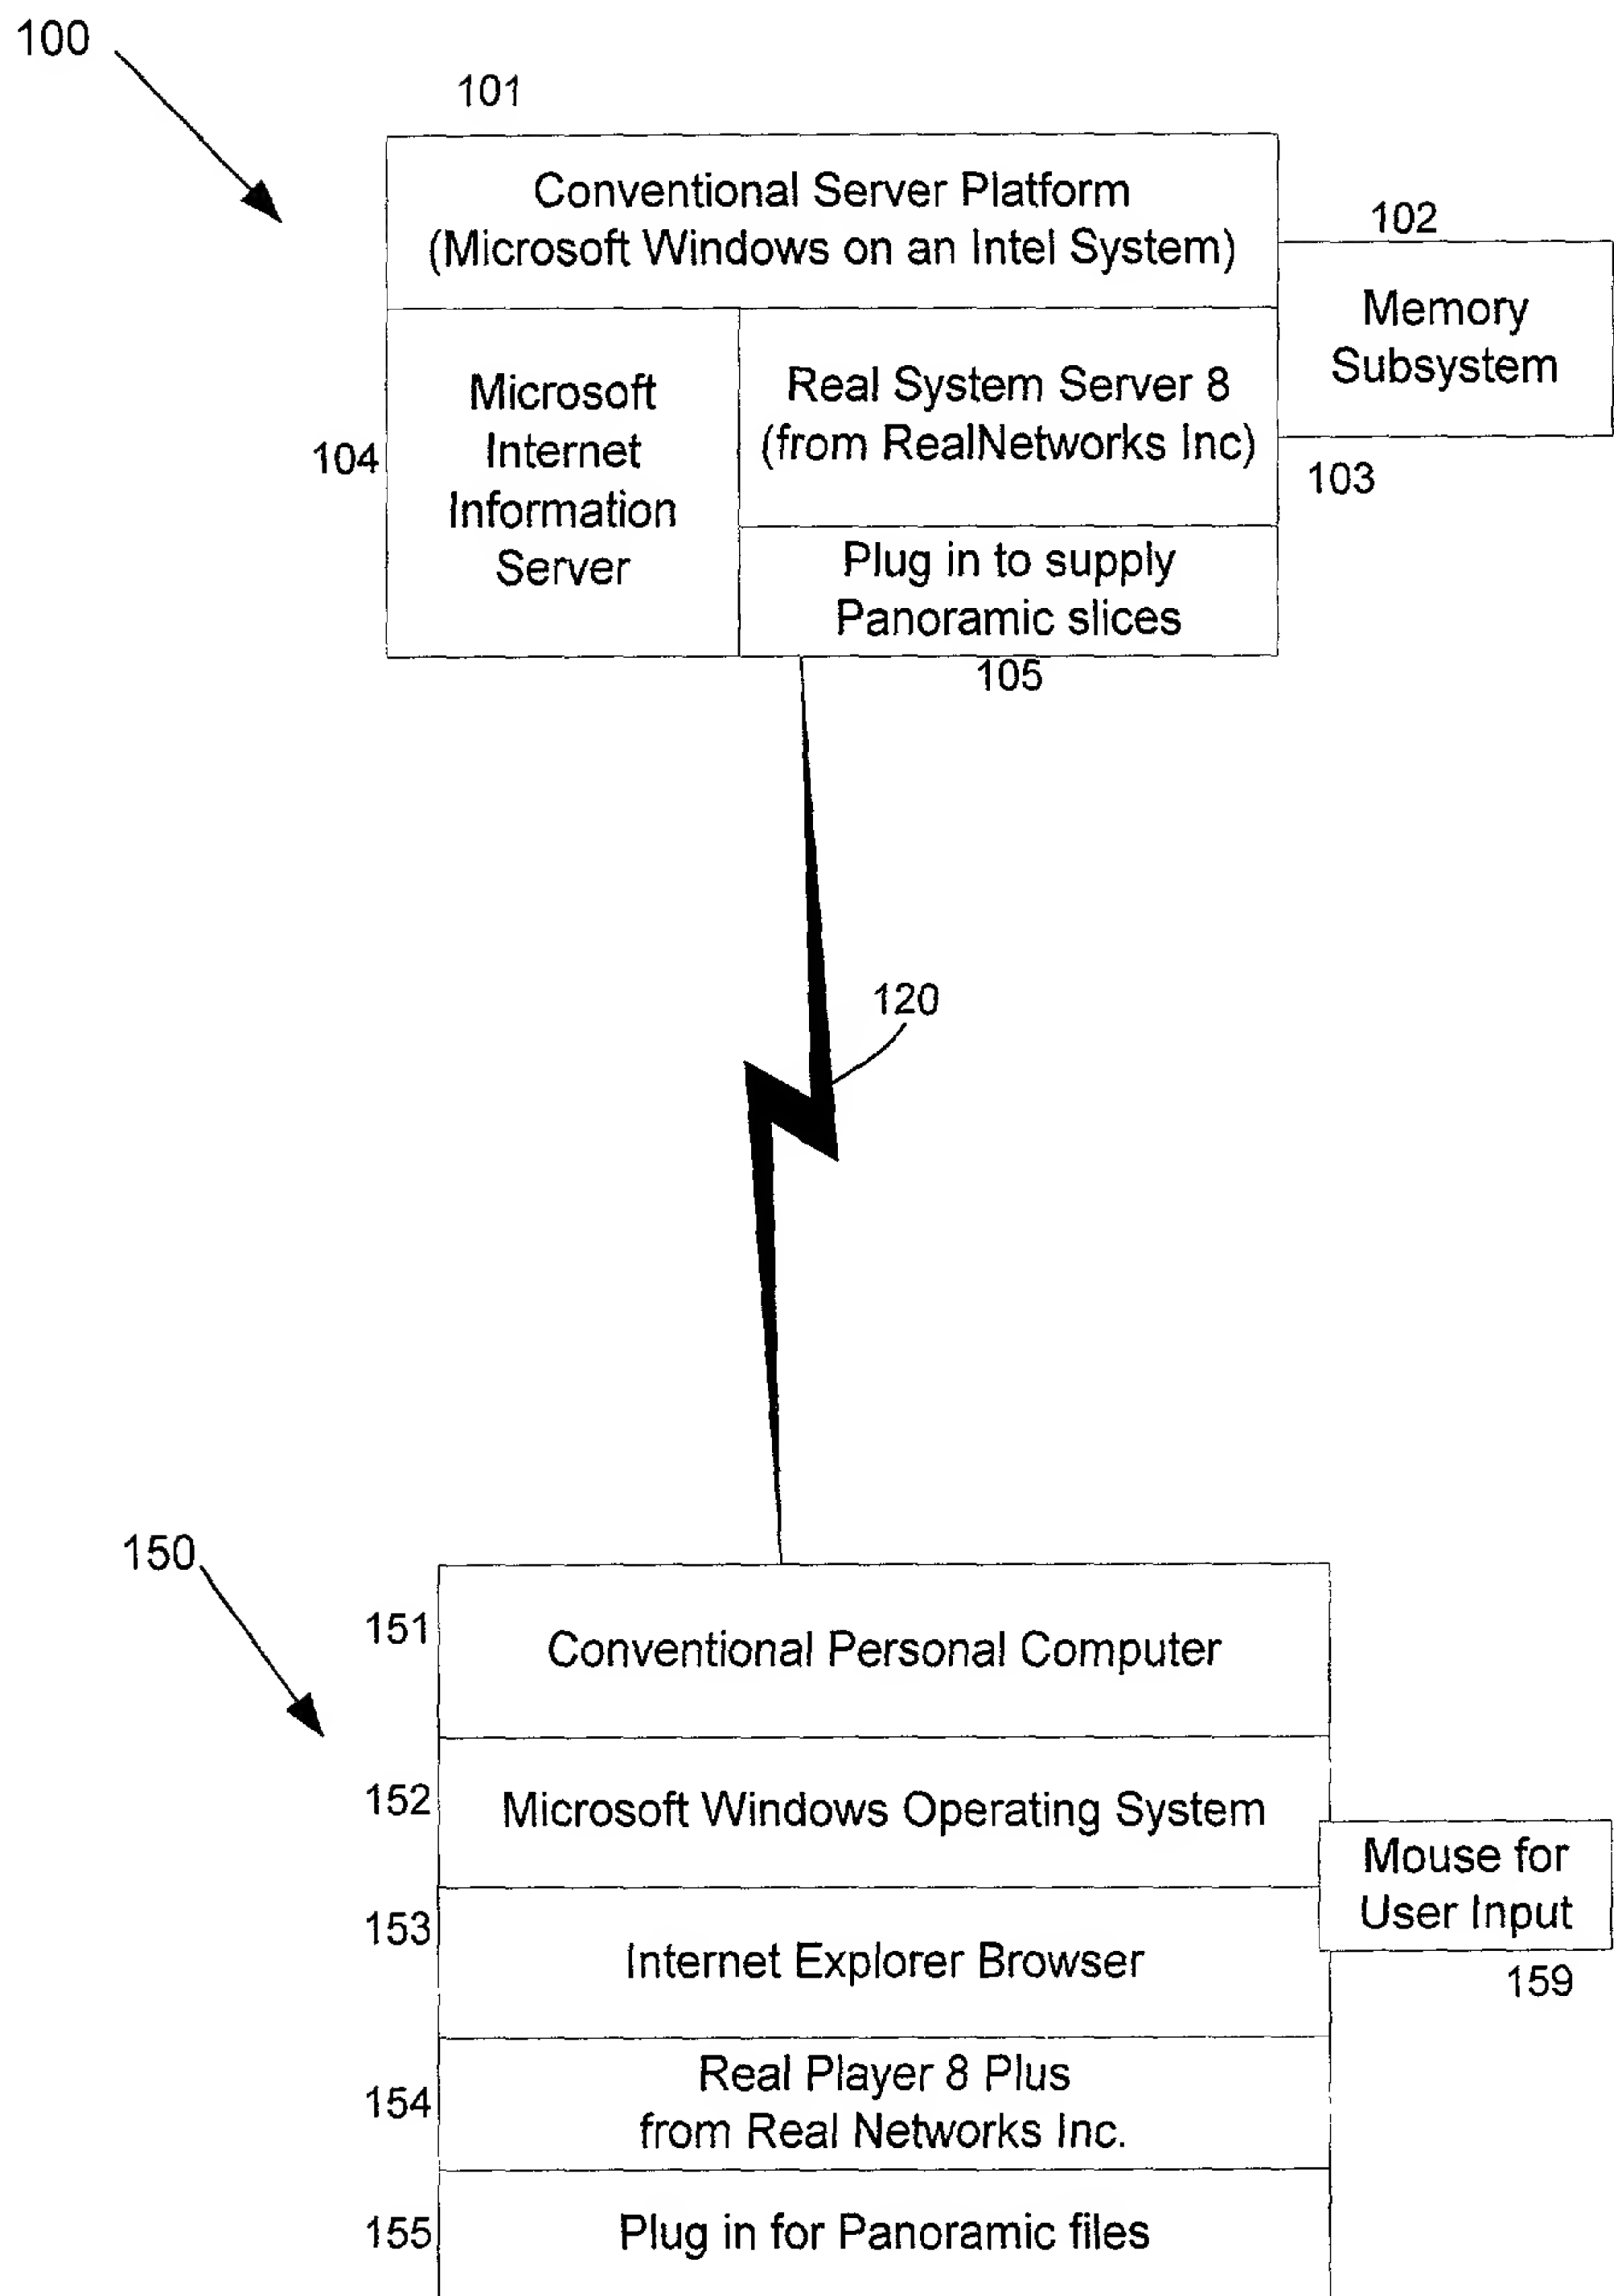 100
101
Conventional Server Platform
(Microsoft Windows on an Intel System)
102
Memory
Subsystem
Microsoft
Internet
Information
Server
104
Real System Server 8
(from RealNetworks Inc)
103
Plug in to supply
Panoramic slices
105
120
150
151
Conventional Personal Computer
152
Microsoft Windows Operating System
Mouse for
User Input
159
153
Internet Explorer Browser
154
Real Player 8 Plus
from Real Networks Inc.
155
Plug in for Panoramic files